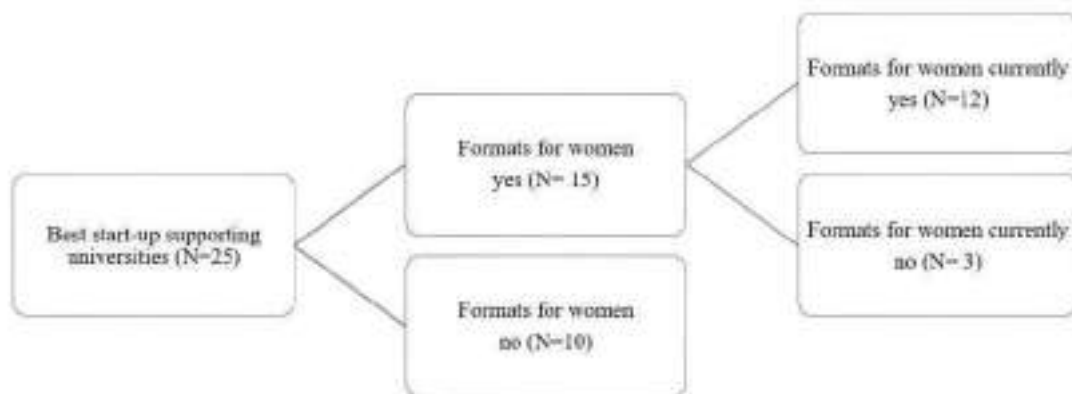 Best start-up supporting
universities (N=25)
Formats for women
yes (N= 15)
Formats for women
no (N=10)
Formats for women currently
yes (N=12)
Formats for women currently
no (N= 3)